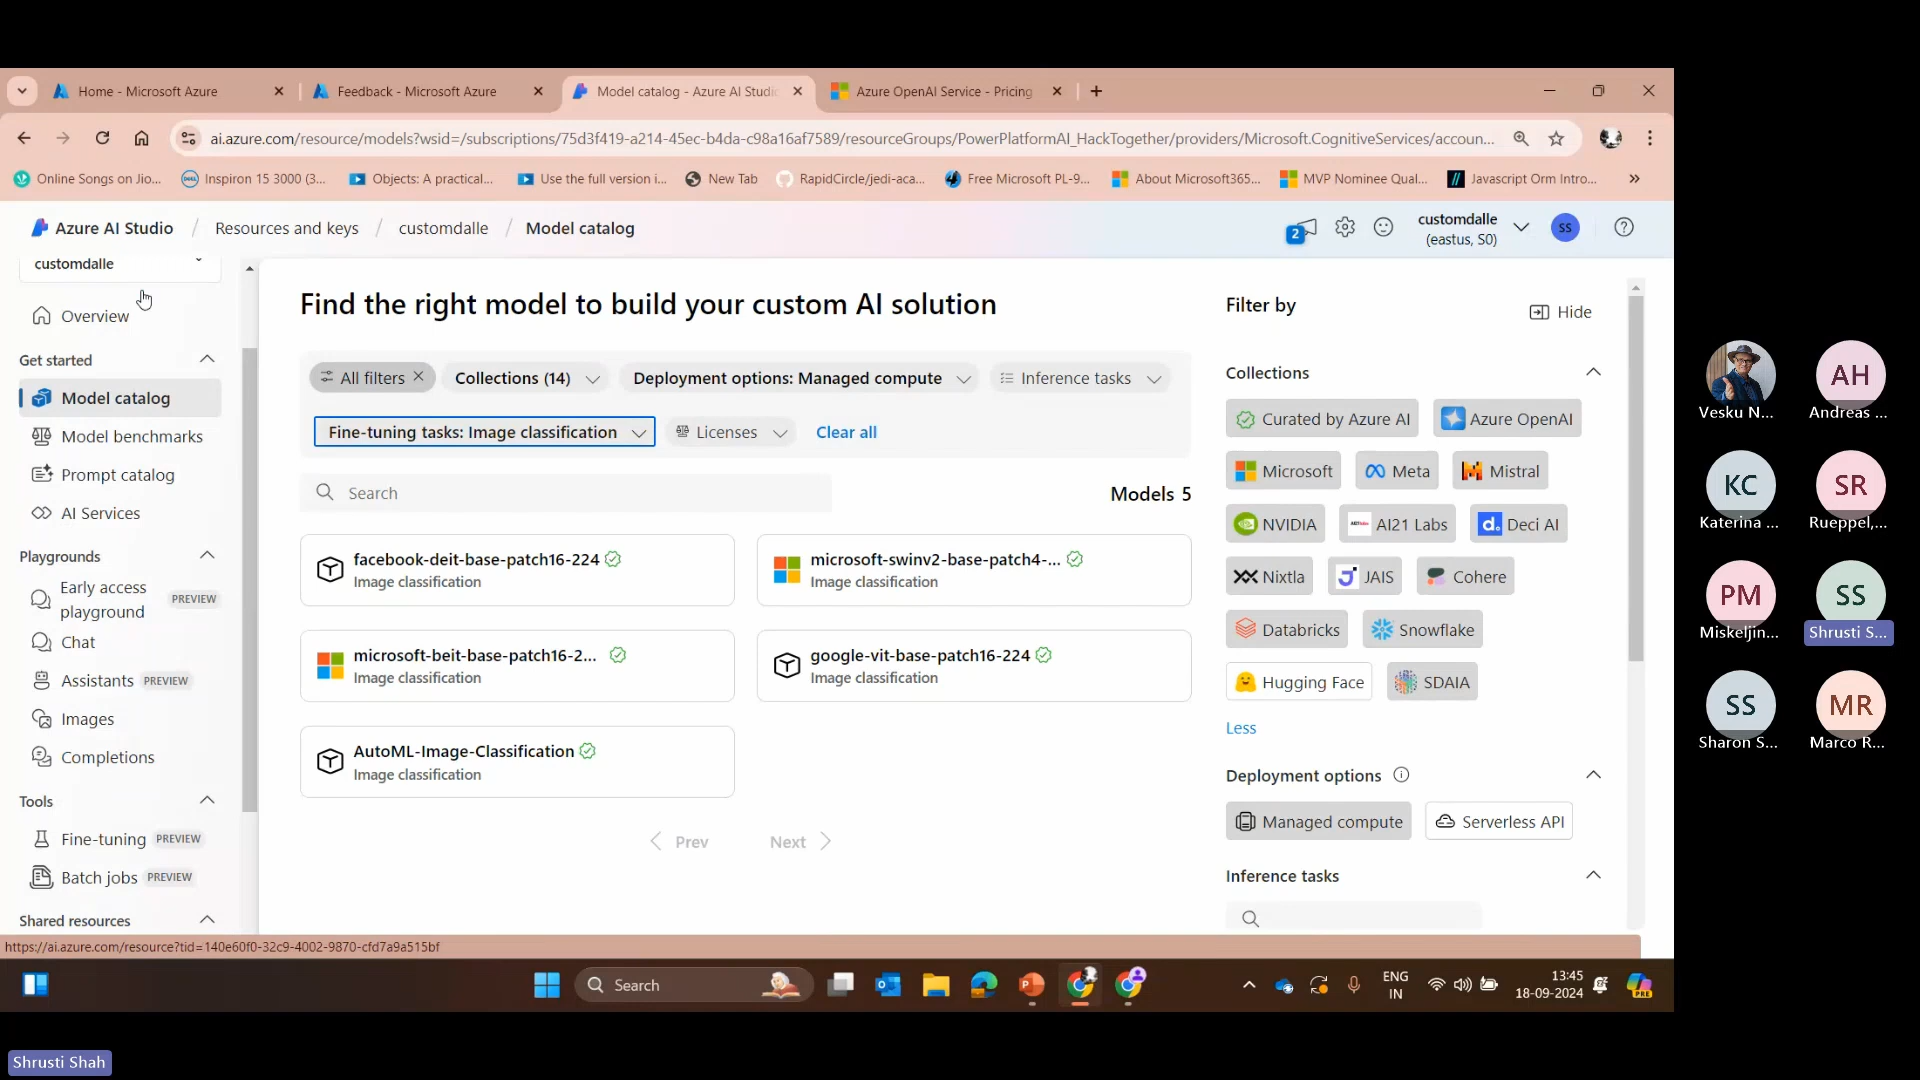 Home - Microsoft Azure
Feedback - Microsoft Azure
Model catalog - Azure AI Studio
Azure OpenAI Service - Pricing
ai.azure.com/resource/models?wsid=/subscriptions/75d3f419-a214-45ec-b4da-c98a16af7589/resourceGroups/PowerPlatformAI_HackTogether/providers/Microsoft.CognitiveServices/accoun...
Online Songs on Jio...
Inspiron 15 3000 (3...
Objects: A practical...
Use the full version i...
New Tab
RapidCircle/jedi-aca...
Free Microsoft PL-9...
About Microsoft365...
MVP Nominee Qual...
Javascript Orm Intro...
Azure AI Studio / Resources and keys / customdalle / Model catalog
2
customdalle
(eastus, S0)
SS
customdalle
Overview
Get started
Model catalog
Model benchmarks
Prompt catalog
AI Services
Playgrounds
Early access
playground PREVIEW
Chat
Assistants PREVIEW
Images
Completions
Tools
Fine-tuning PREVIEW
Batch jobs PREVIEW
Shared resources
Find the right model to build your custom AI solution
All filters
Collections (14)
Deployment options: Managed compute
Inference tasks
Fine-tuning tasks: Image classification
Licenses
Clear all
Search
Models 5
facebook-deit-base-patch16-224
Image classification
microsoft-swinv2-base-patch4-...
Image classification
microsoft-beit-base-patch16-2...
Image classification
google-vit-base-patch16-224
Image classification
AutoML-Image-Classification
Image classification
Prev
Next
Filter by
Hide
Collections
Curated by Azure AI
Azure OpenAI
Microsoft
Meta
Mistral
NVIDIA
AI21 Labs
Deci AI
Nixtla
JAIS
Cohere
Databricks
Snowflake
Hugging Face
SDAIA
Less
Deployment options
Managed compute
Serverless API
Inference tasks
https://ai.azure.com/resource?tid=140e60f0-32c9-4002-9870-cfd7a9a515bf
Search
ENG
IN
13:45
18-09-2024
PRE
Vesku N...
AH
Andreas ...
KC
Katerina ...
SR
Rueppel,...
PM
Miskeljin...
SS
Shrusti S...
SS
Sharon S...
MR
Marco R...
Shrusti Shah